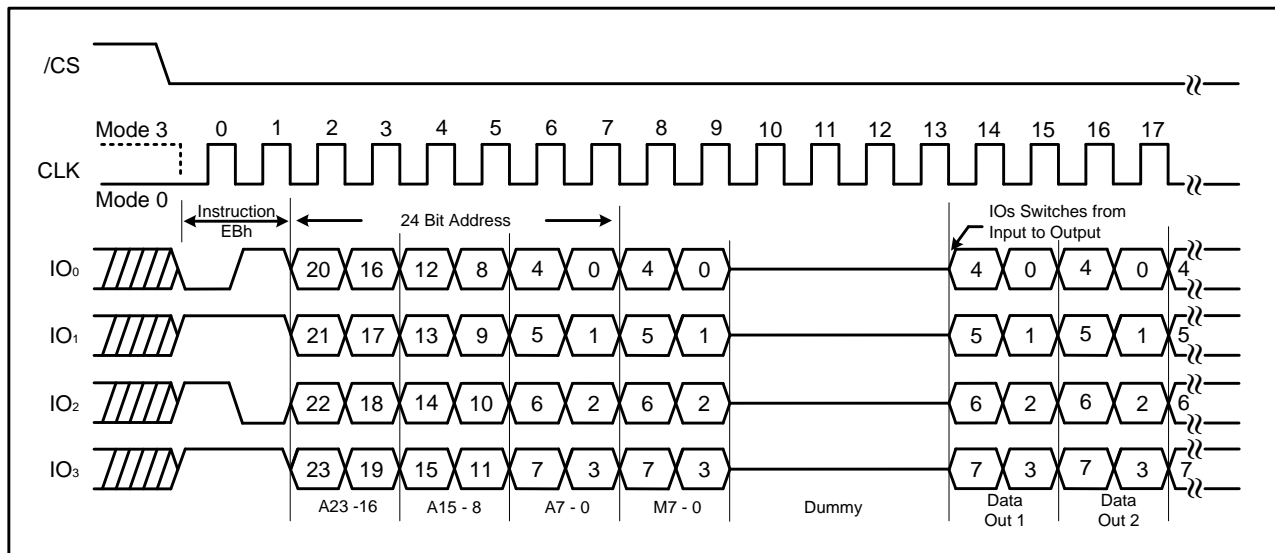 /CS
Mode 3 0 1 2 3 4 5 6 7 8 9 10 11 12 13 14 15 16 17
CLK
Mode 0
Instruction
EBh
24 Bit Address
IOs Switches from
Input to Output
IO0 20 16 12 8 4 0 4 0 4 0 4 0 4
IO1 21 17 13 9 5 1 5 1 5 1 5 1 5
IO2 22 18 14 10 6 2 6 2 6 2 6 2 6
IO3 23 19 15 11 7 3 7 3 7 3 7 3 7
A23 -16 A15 - 8 A7 - 0 M7 - 0 Dummy
Data
Out 1
Data
Out 2